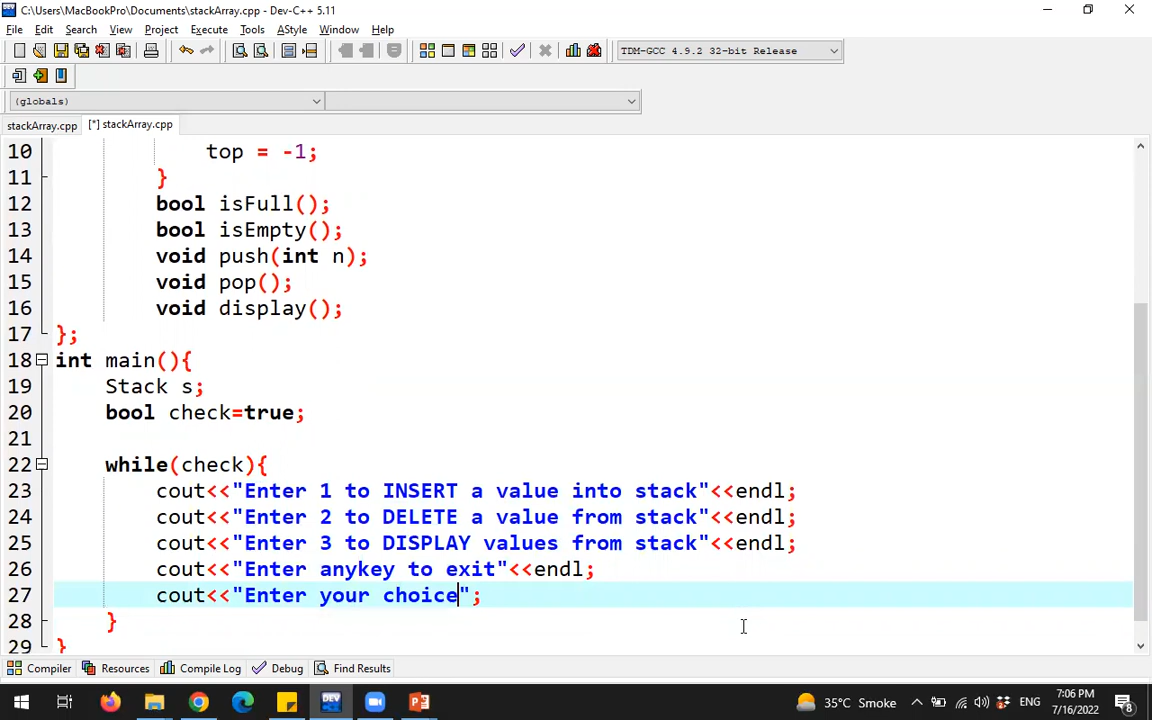 C:\Users\MacBookPro\Documents\stackArray.cpp - Dev-C++ 5.11
File Edit Search View Project Execute Tools AStyle Window Help
TDM-GCC 4.9.2 32-bit Release
(globals)
stackArray.cpp [*] stackArray.cpp
10 top = -1;
11 }
12 bool isFull();
13 bool isEmpty();
14 void push(int n);
15 void pop();
16 void display();
17 };
18 int main(){
19 Stack s;
20 bool check=true;
21
22 while(check){
23 cout<<"Enter 1 to INSERT a value into stack"<<endl;
24 cout<<"Enter 2 to DELETE a value from stack"<<endl;
25 cout<<"Enter 3 to DISPLAY values from stack"<<endl;
26 cout<<"Enter anykey to exit"<<endl;
27 cout<<"Enter your choice";
28 }
29 }
Compiler Resources Compile Log Debug Find Results
DEV 35°C Smoke ENG 7:06 PM
7/16/2022 8